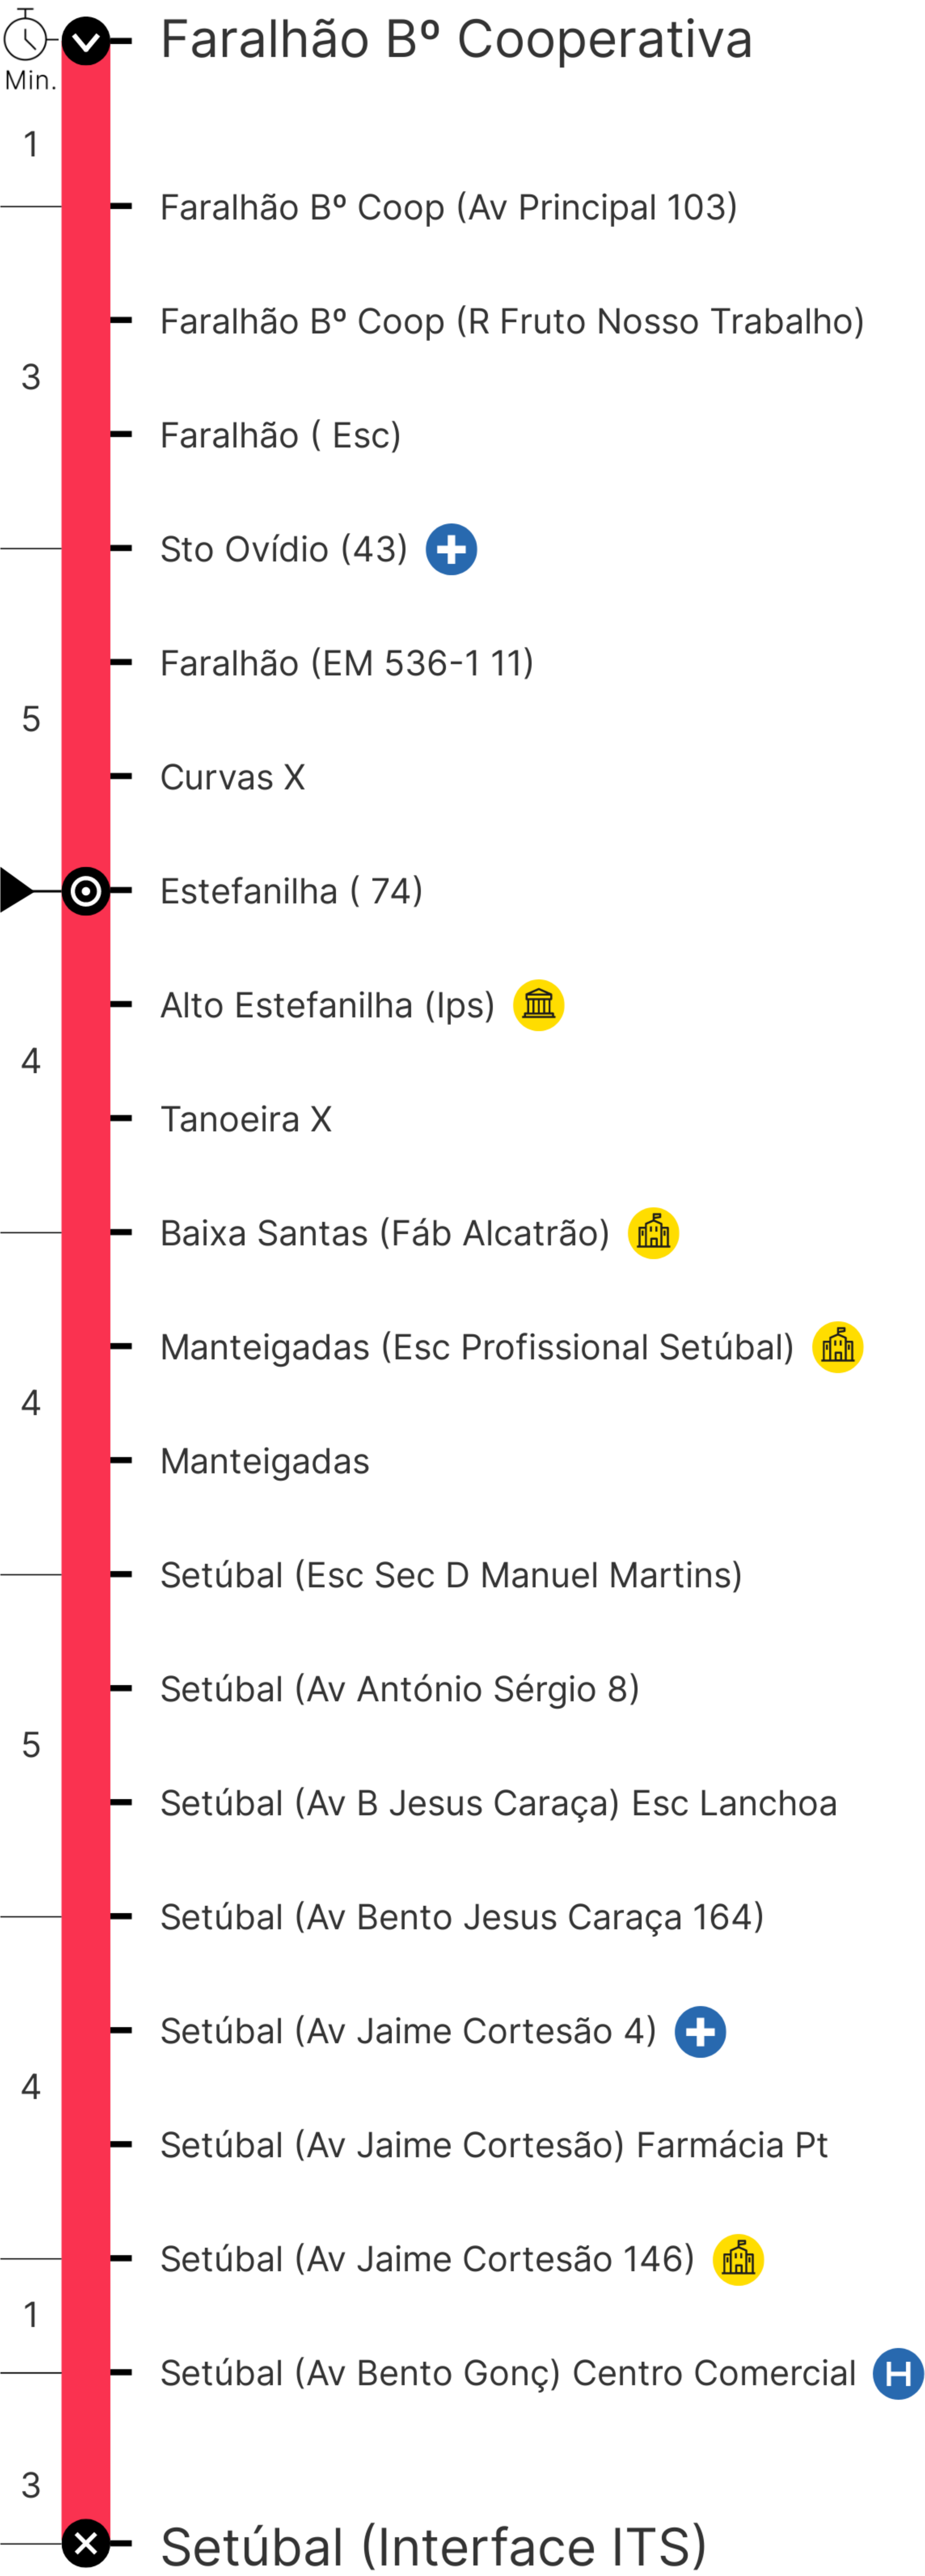 Faralhão Bº Cooperativa
Min.
1
Faralhão Bº Coop (Av Principal 103)
Faralhão Bº Coop (R Fruto Nosso Trabalho)
3
Faralhão ( Esc)
Sto Ovídio (43)
Faralhão (EM 536-1 11)
5
Curvas X
Estefanilha ( 74)
Alto Estefanilha (Ips)
4
Tanoeira X
Baixa Santas (Fáb Alcatrão)
Manteigadas (Esc Profissional Setúbal)
4
Manteigadas
Setúbal (Esc Sec D Manuel Martins)
Setúbal (Av António Sérgio 8)
5
Setúbal (Av B Jesus Caraça) Esc Lanchoa
Setúbal (Av Bento Jesus Caraça 164)
Setúbal (Av Jaime Cortesão 4)
4
Setúbal (Av Jaime Cortesão) Farmácia Pt
Setúbal (Av Jaime Cortesão 146)
1
Setúbal (Av Bento Gonç) Centro Comercial H
3
Setúbal (Interface ITS)